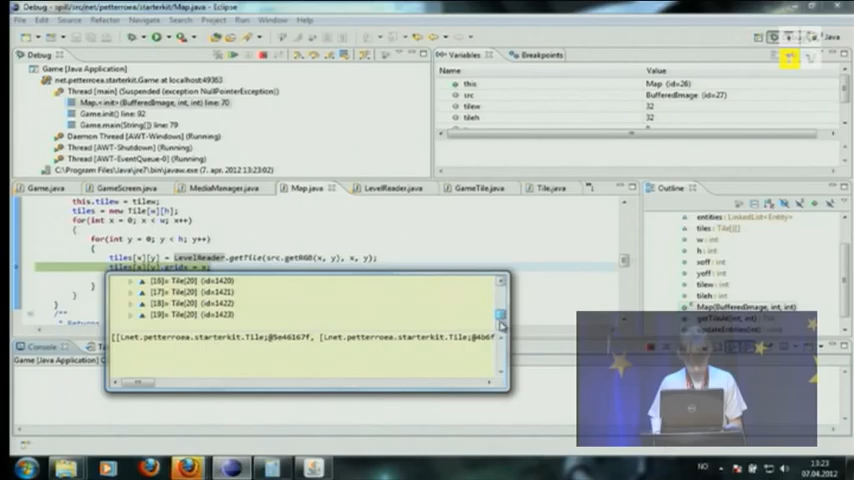 Debug - spill/src/net/petterroea/starterkit/Map.java - Eclipse
File Edit Source Refactor Navigate Search Project Run Window Help
Java
Debug
Game [Java Application]
net.petterroea.starterkit.Game at localhost:49363
Thread [main] (Suspended (exception NullPointerException))
Map.<init>(BufferedImage, int, int) line: 70
Game.init() line: 92
Game.main(String[]) line: 79
Daemon Thread [AWT-Windows] (Running)
Thread [AWT-Shutdown] (Running)
Thread [AWT-EventQueue-0] (Running)
C:\Program Files\Java\jre7\bin\javaw.exe (7. apr. 2012 13:23:02)
Variables Breakpoints
Name Value
this Map (id=26)
src BufferedImage (id=27)
tilew 32
tileh 32
Game.java GameScreen.java MediaManager.java Map.java LevelReader.java GameTile.java Tile.java
this.tilew = tilew;
tiles = new Tile[w][h];
for(int x = 0; x < w; x++)
{
for(int y = 0; y < h; y++)
{
tiles[x][y] = LevelReader.getTile(src.getRGB(x, y), x, y);
tiles[x][y].gridx = x;
}
/**
[16]= Tile[20] (id=1420)
[17]= Tile[20] (id=1421)
[18]= Tile[20] (id=1422)
[19]= Tile[20] (id=1423)
[[Lnet.petterroea.starterkit.Tile;@5e46167f, [Lnet.petterroea.starterkit.Tile;@4b6f
Outline
entities : LinkedList<Entity>
tiles : Tile[][]
w : int
h : int
xoff : int
yoff : int
tilew : int
tileh : int
Map(BufferedImage, int, int)
getTileAt(int, int)
updateEntities(int)
Console
Game [Java
NO
13:23
07.04.2012